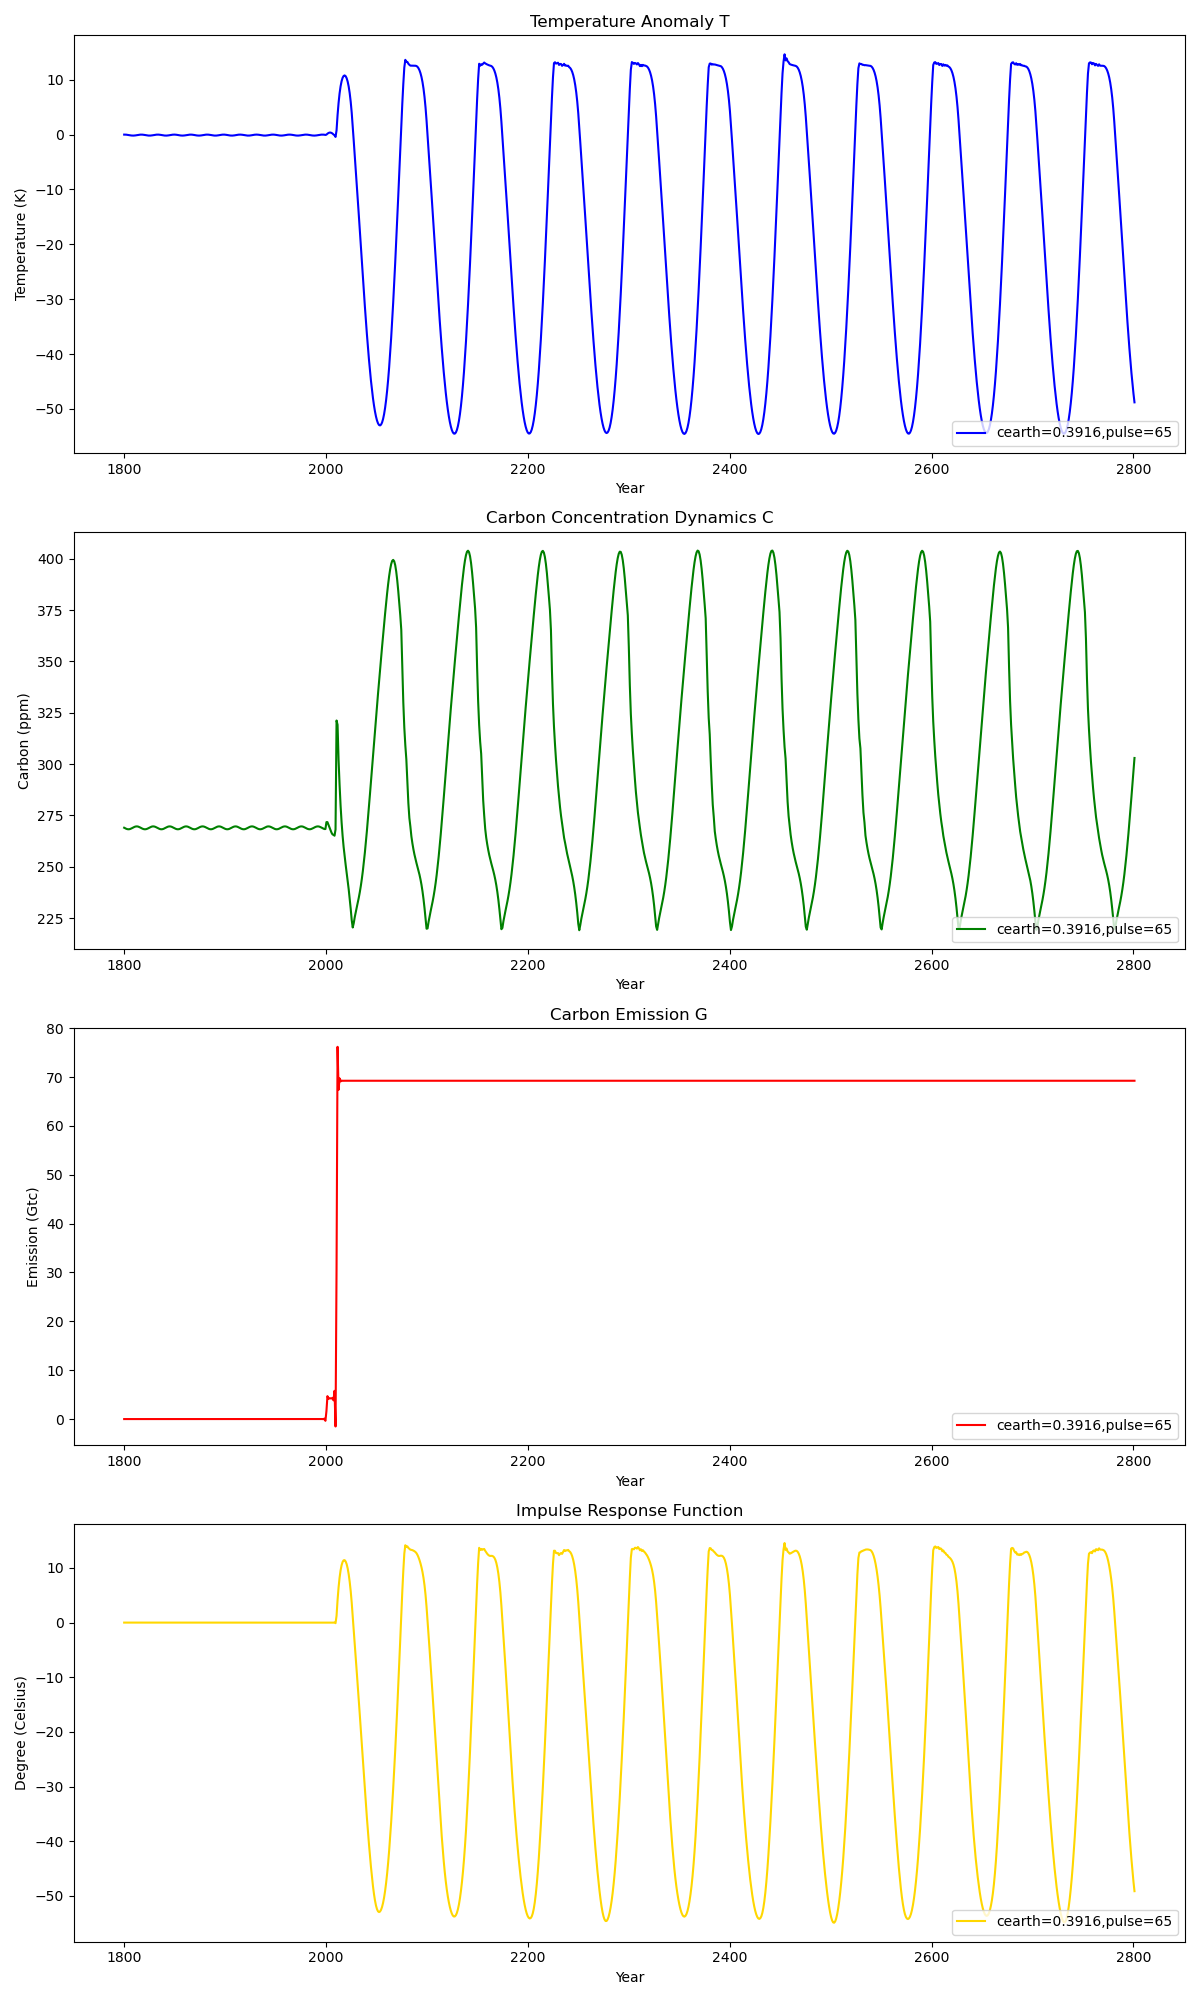 Temperature Anomaly T
10
0
−10
−20
−30
−40
−50
Temperature (K)
cearth=0.3916,pulse=65
1800 2000 2200 2400 2600 2800
Year
Carbon Concentration Dynamics C
400
375
350
325
300
275
250
225
Carbon (ppm)
cearth=0.3916,pulse=65
1800 2000 2200 2400 2600 2800
Year
Carbon Emission G
80
70
60
50
40
30
20
10
0
Emission (Gtc)
cearth=0.3916,pulse=65
1800 2000 2200 2400 2600 2800
Year
Impulse Response Function
10
0
−10
−20
−30
−40
−50
Degree (Celsius)
cearth=0.3916,pulse=65
1800 2000 2200 2400 2600 2800
Year